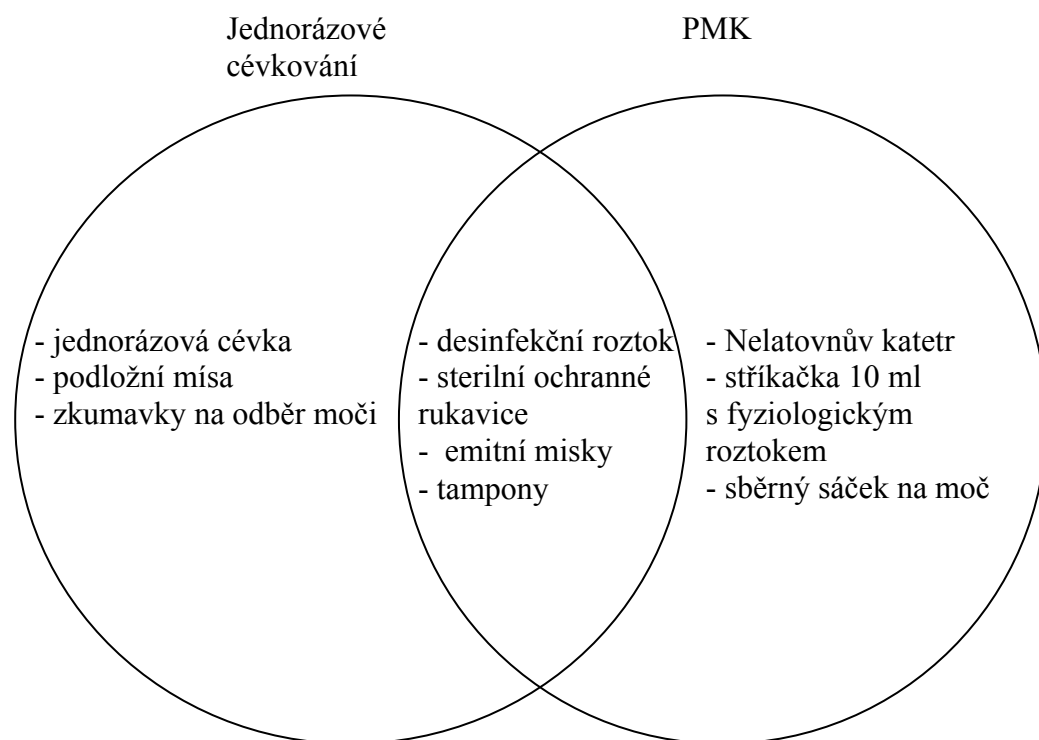 Jednorázové
cévkování
PMK
- jednorázová cévka
- podložní mísa
- zkumavky na odběr moči
- desinfekční roztok
- sterilní ochranné
rukavice
-  emitní misky
- tampony
- Nelatovnův katetr
- stříkačka 10 ml
s fyziologickým
roztokem
- sběrný sáček na moč